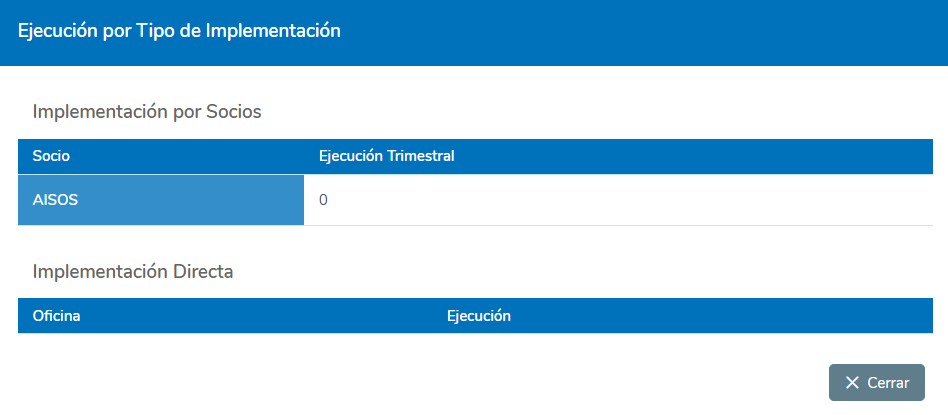 Ejecución por Tipo de Implementación
Implementación por Socios
Socio Ejecución Trimestral
AISOS 0
Implementación Directa
Oficina Ejecución
Cerrar